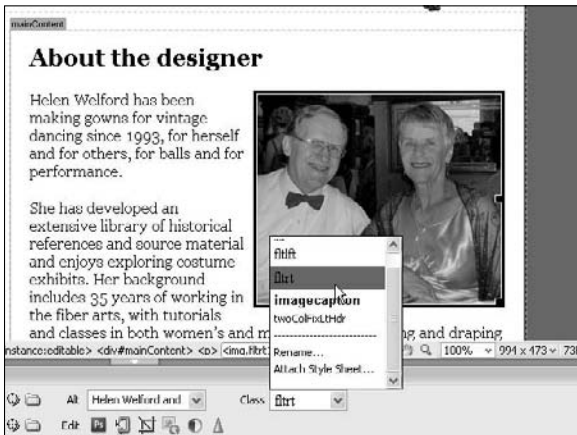 mainContent
About the designer
Helen Welford has been
making gowns for vintage
dancing since 1993, for herself
and for others, for balls and for
performance.
She has developed an
extensive library of historical
references and source material
and enjoys exploring costume
exhibits. Her background
includes 35 years of working in
the fiber arts, with tutorials
and classes in both women's and m
ng and draping
fltlft
fltrt
imagecaption
twoColFixLtHdr
Rename...
Attach Style Sheet...
nstance:editable> <div#mainContent> <p> <img.fltrt
100% 994 x 473 73
Alt Helen Welford and Class fltrt
Edit Ps